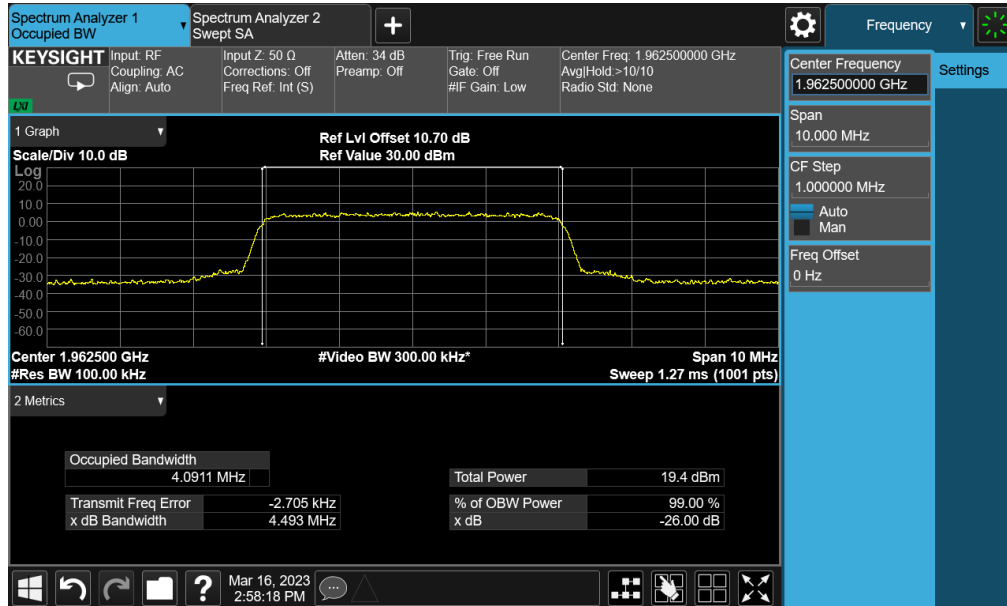 Spectrum Analyzer 1
Occupied BW
Spectrum Analyzer 2
Swept SA
Frequency
KEYSIGHT
LXI
Input: RF
Coupling: AC
Align: Auto
Input Z: 50 Ω
Corrections: Off
Freq Ref: Int (S)
Atten: 34 dB
Preamp: Off
Trig: Free Run
Gate: Off
#IF Gain: Low
Center Freq: 1.962500000 GHz
Avg|Hold:>10/10
Radio Std: None
Center Frequency
1.962500000 GHz
Settings
Span
10.000 MHz
CF Step
1.000000 MHz
Auto
Man
Freq Offset
0 Hz
1 Graph
Scale/Div 10.0 dB
Ref Lvl Offset 10.70 dB
Ref Value 30.00 dBm
Log
20.0
10.0
0.00
-10.0
-20.0
-30.0
-40.0
-50.0
-60.0
Center 1.962500 GHz
#Res BW 100.00 kHz
#Video BW 300.00 kHz*
Span 10 MHz
Sweep 1.27 ms (1001 pts)
2 Metrics
Occupied Bandwidth
4.0911 MHz
Transmit Freq Error -2.705 kHz
x dB Bandwidth 4.493 MHz
Total Power 19.4 dBm
% of OBW Power 99.00 %
x dB -26.00 dB
?
Mar 16, 2023
2:58:18 PM